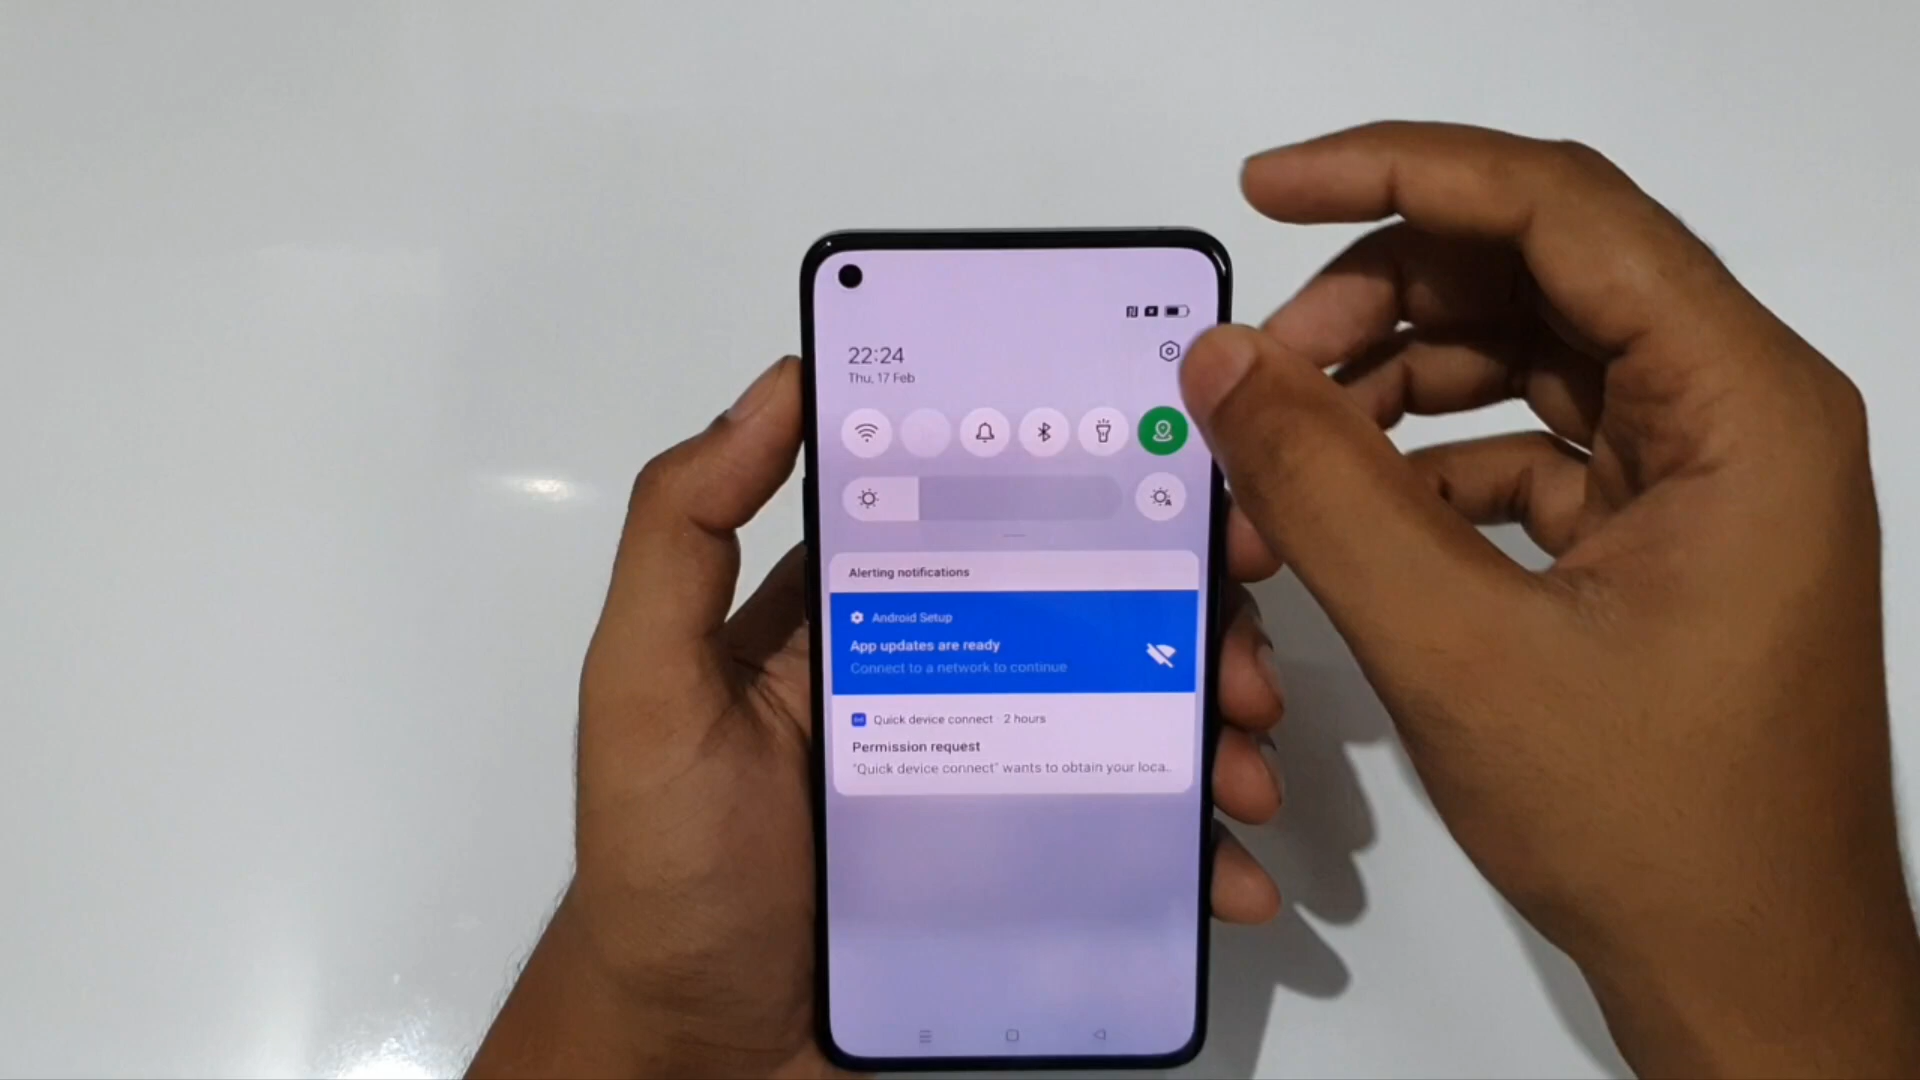 22:24
Thu, 17 Feb
Alerting notifications
Android Setup
App updates are ready
Connect to a network to continue
Quick device connect · 2 hours
Permission request
"Quick device connect" wants to obtain your loca..